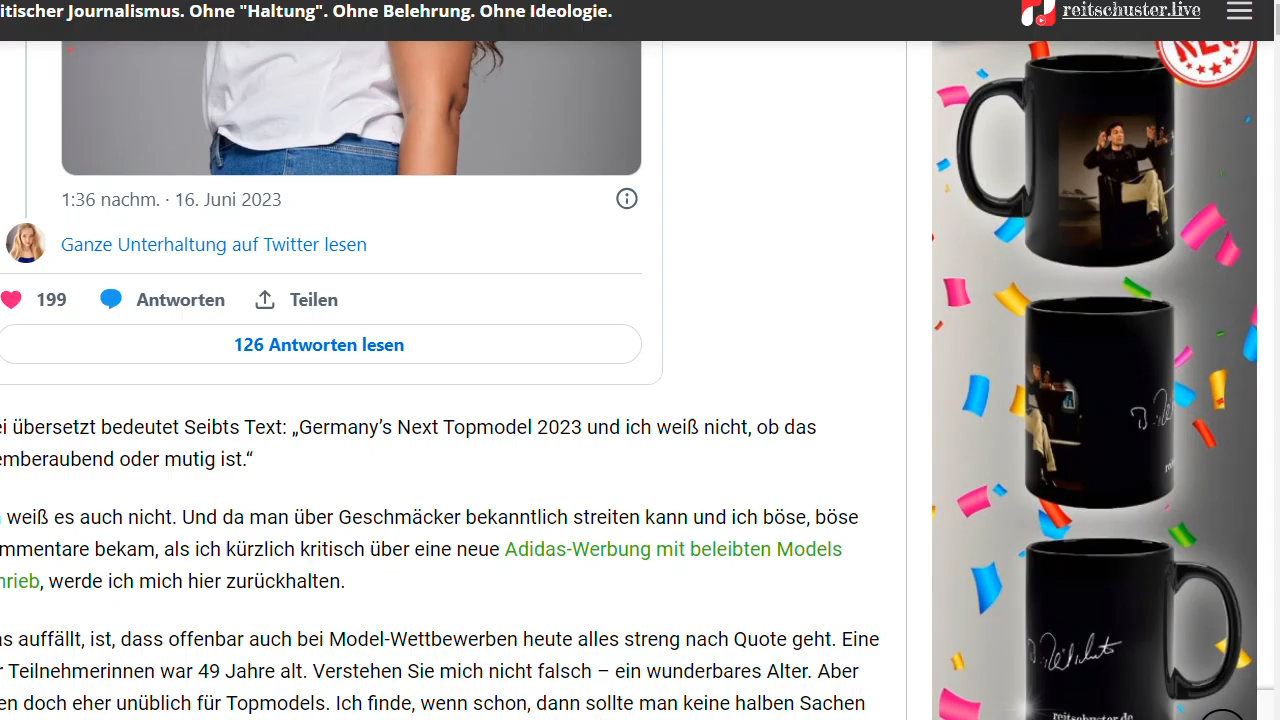 itischer Journalismus. Ohne "Haltung". Ohne Belehrung. Ohne Ideologie.
reitschuster.live
NEU
1:36 nachm. · 16. Juni 2023
Ganze Unterhaltung auf Twitter lesen
199 Antworten Teilen
126 Antworten lesen
ei übersetzt bedeutet Seibts Text: „Germany’s Next Topmodel 2023 und ich weiß nicht, ob das
emberaubend oder mutig ist.“
weiß es auch nicht. Und da man über Geschmäcker bekanntlich streiten kann und ich böse, böse
mmentare bekam, als ich kürzlich kritisch über eine neue Adidas-Werbung mit beleibten Models
hrieb, werde ich mich hier zurückhalten.
as auffällt, ist, dass offenbar auch bei Model-Wettbewerben heute alles streng nach Quote geht. Eine
r Teilnehmerinnen war 49 Jahre alt. Verstehen Sie mich nicht falsch – ein wunderbares Alter. Aber
en doch eher unüblich für Topmodels. Ich finde, wenn schon, dann sollte man keine halben Sachen
reitschuster.de